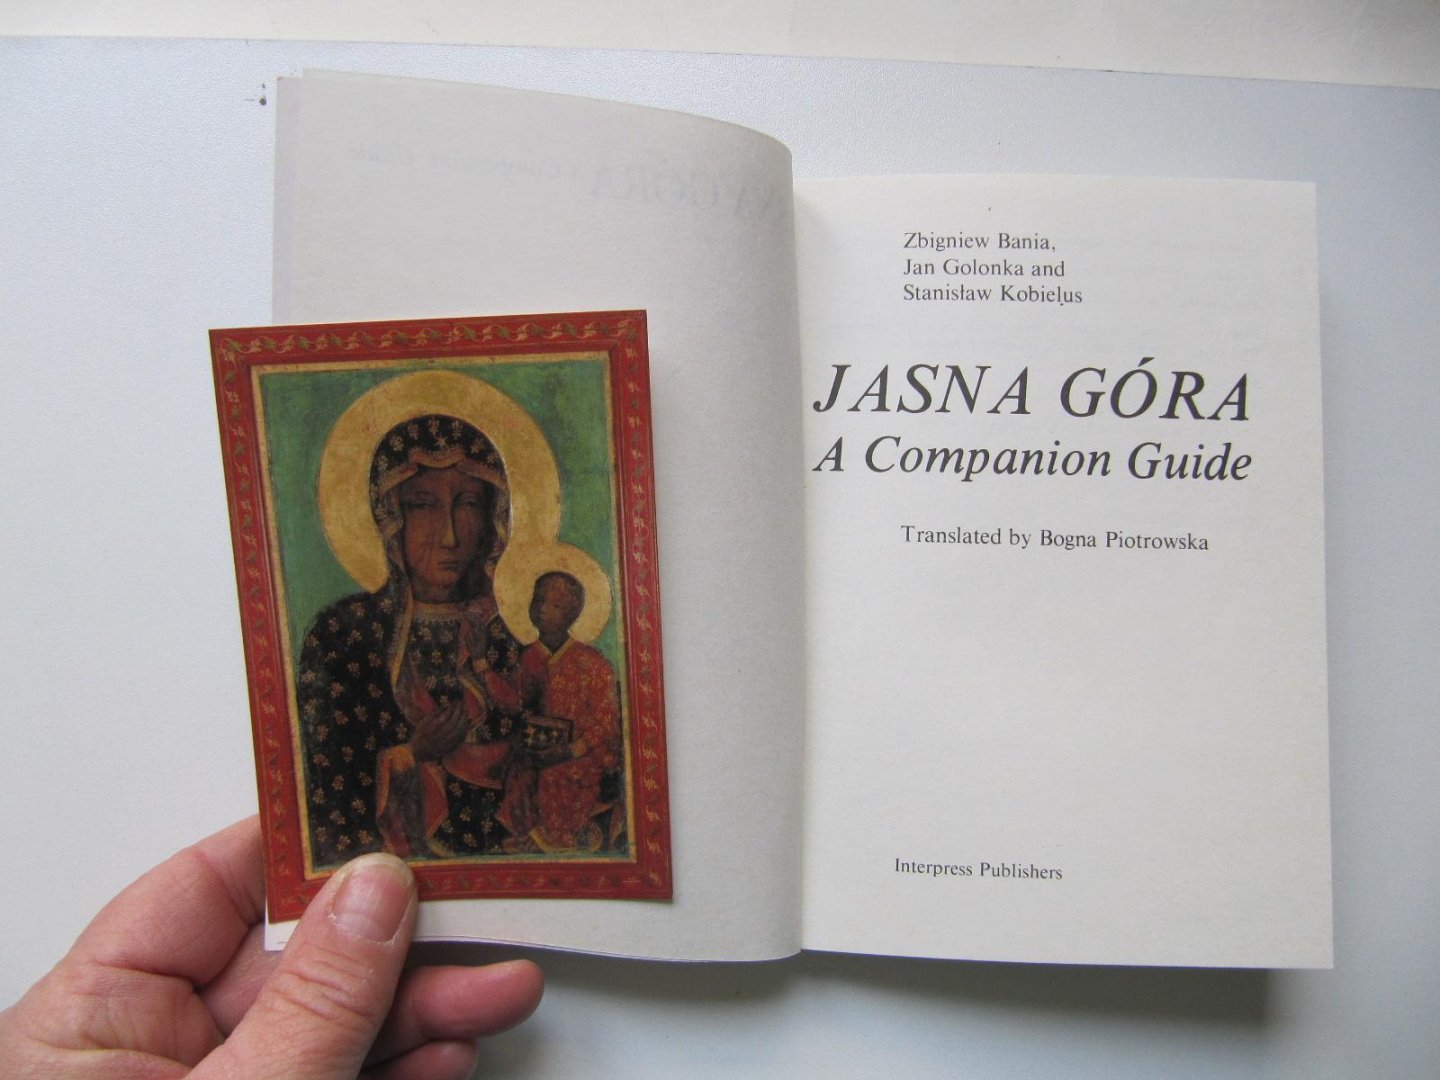 Zbigniew Bania,
Jan Golonka and
Stanisław Kobielus
JASNA GÓRA
A Companion Guide
Translated by Bogna Piotrowska
Interpress Publishers